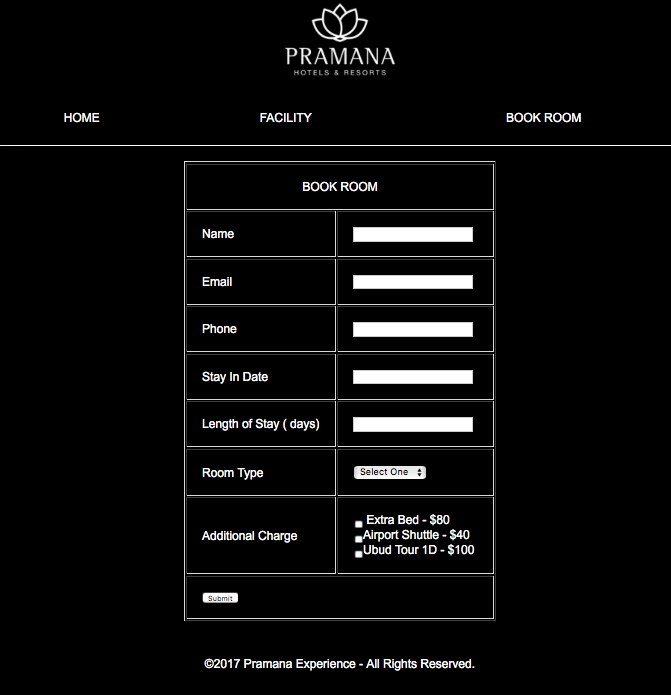 PRAMANA
HOTELS & RESORTS
HOME FACILITY BOOK ROOM
BOOK ROOM
Name
Email
Phone
Stay In Date
Length of Stay ( days)
Room Type Select One
Additional Charge
Extra Bed - $80
Airport Shuttle - $40
Ubud Tour 1D - $100
Submit
©2017 Pramana Experience - All Rights Reserved.